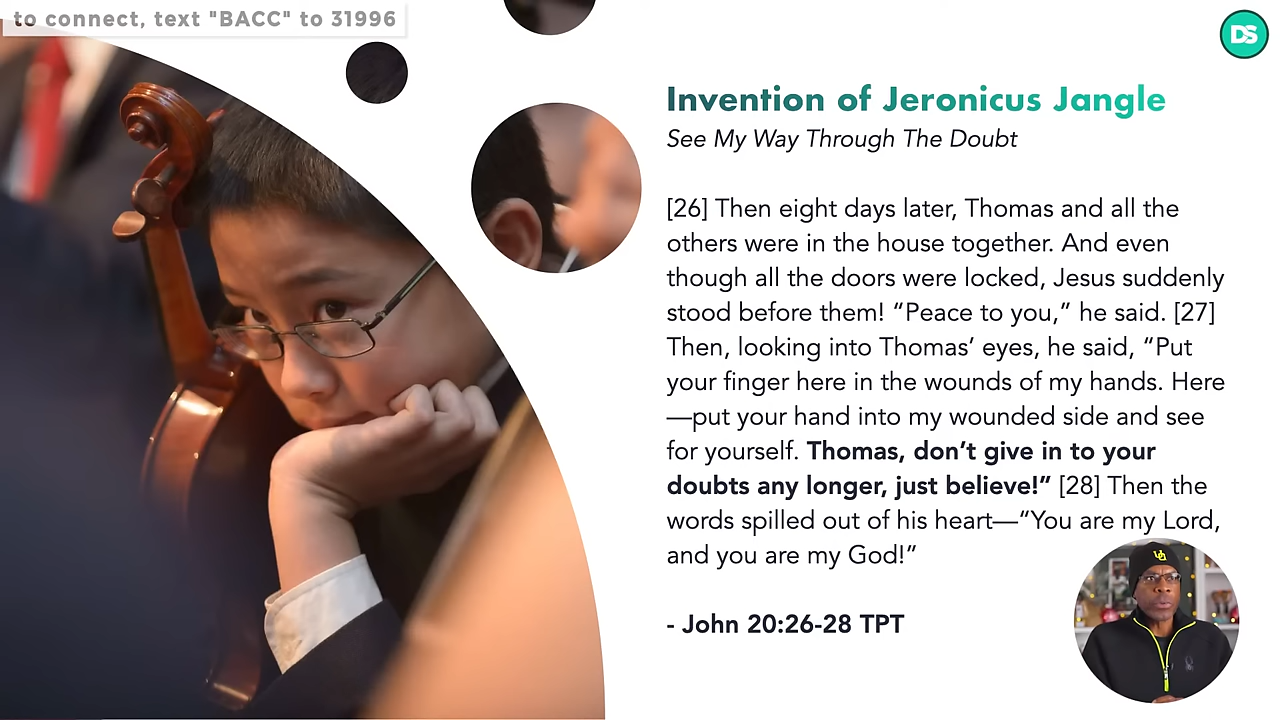 to connect, text "BACC" to 31996
DS
Invention of Jeronicus Jangle
See My Way Through The Doubt
[26] Then eight days later, Thomas and all the
others were in the house together. And even
though all the doors were locked, Jesus suddenly
stood before them! “Peace to you,” he said. [27]
Then, looking into Thomas’ eyes, he said, “Put
your finger here in the wounds of my hands. Here
—put your hand into my wounded side and see
for yourself. Thomas, don’t give in to your
doubts any longer, just believe!” [28] Then the
words spilled out of his heart—“You are my Lord,
and you are my God!”
- John 20:26-28 TPT